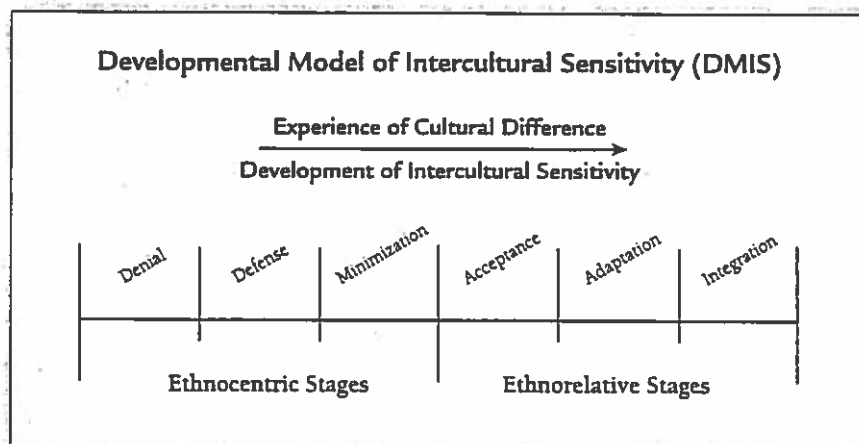 Developmental Model of Intercultural Sensitivity (DMIS)
Experience of Cultural Difference
Development of Intercultural Sensitivity
Denial Defense Minimization Acceptance Adaptation Integration
Ethnocentric Stages Ethnorelative Stages